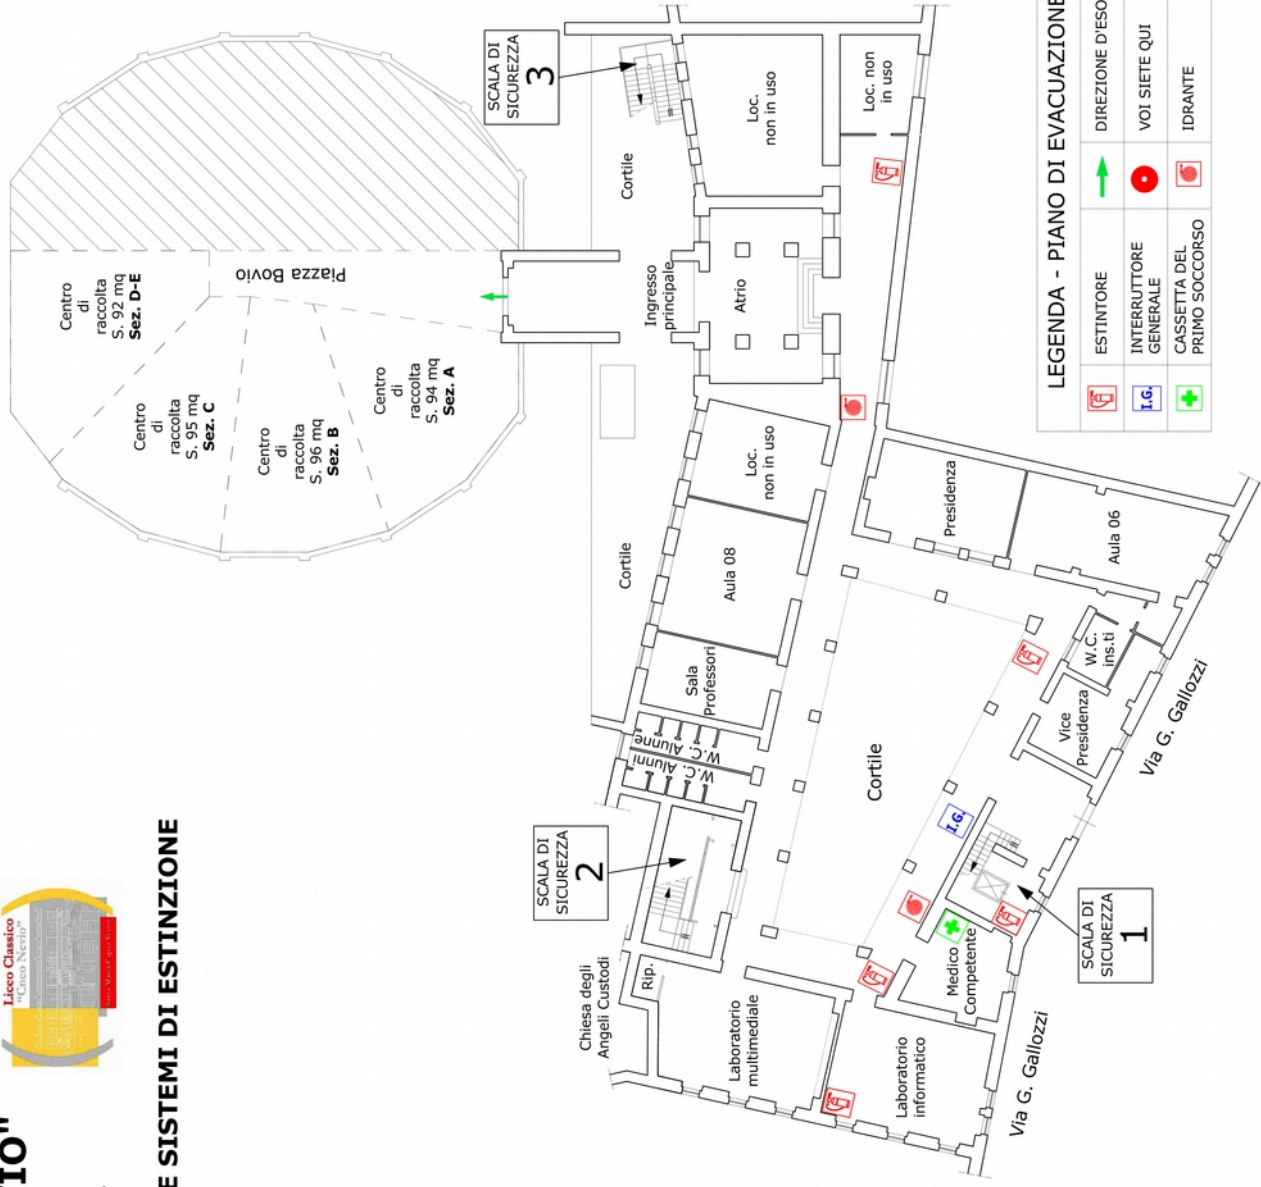 IO"
E SISTEMI DI ESTINZIONE
Liceo Classico
"Cneo Nevio"
Centro
di
raccolta
S. 92 mq
Sez. D-E
Centro
di
raccolta
S. 95 mq
Sez. C
Centro
di
raccolta
S. 96 mq
Sez. B
Centro
di
raccolta
S. 94 mq
Sez. A
Piazza Bovio
SCALA DI
SICUREZZA
3
Cortile
Loc.
non in uso
Loc. non
in uso
Ingresso
principale
Atrio
Cortile
Loc.
non in uso
Aula 08
Sala
Professori
W.C. Alunne
W.C. Alunni
SCALA DI
SICUREZZA
2
Chiesa degli
Angeli Custodi
Rip.
Laboratorio
multimediale
Laboratorio
informatico
Cortile
Presidenza
Aula 06
W.C.
ins.ti
Vice
Presidenza
I.G.
Medico
Competente
SCALA DI
SICUREZZA
1
Via G. Gallozzi
Via G. Gallozzi
LEGENDA - PIANO DI EVACUAZIONE
ESTINTORE
DIREZIONE D'ESO
I.G.
INTERRUTTORE
GENERALE
VOI SIETE QUI
CASSETTA DEL
PRIMO SOCCORSO
IDRANTE